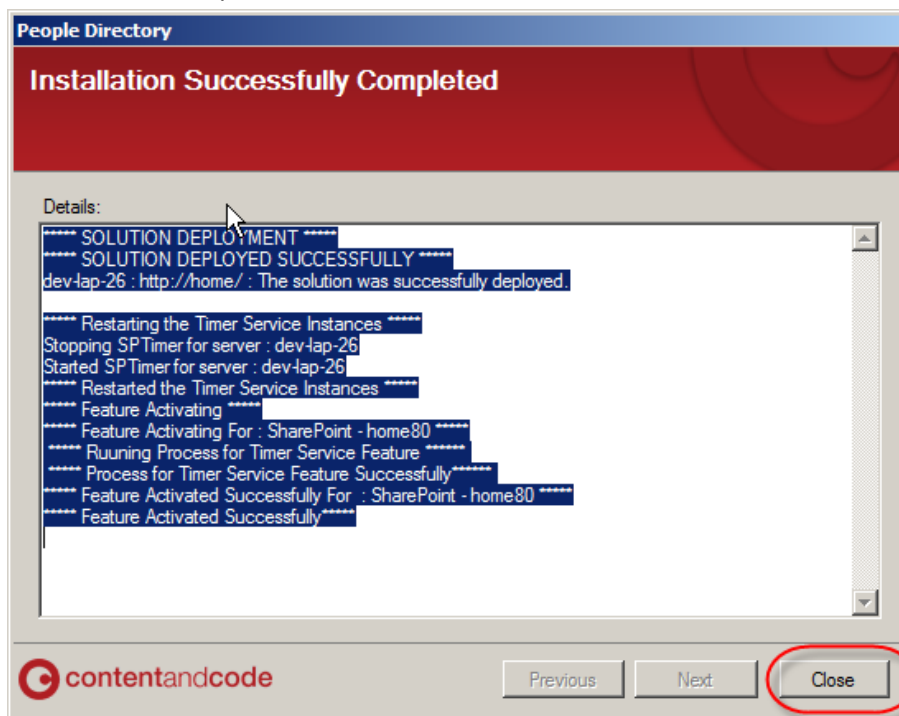 People Directory
Installation Successfully Completed
Details:
***** SOLUTION DEPLOYMENT *****
***** SOLUTION DEPLOYED SUCCESSFULLY *****
dev-lap-26 : http://home/ : The solution was successfully deployed.
***** Restarting the Timer Service Instances *****
Stopping SPTimer for server : dev-lap-26
Started SPTimer for server : dev-lap-26
***** Restarted the Timer Service Instances *****
***** Feature Activating *****
***** Feature Activating For : SharePoint - home80 *****
***** Ruuning Process for Timer Service Feature ******
***** Process for Timer Service Feature Successfully******
***** Feature Activated Successfully For : SharePoint - home80 *****
***** Feature Activated Successfully*****
contentandcode
Previous Next Close